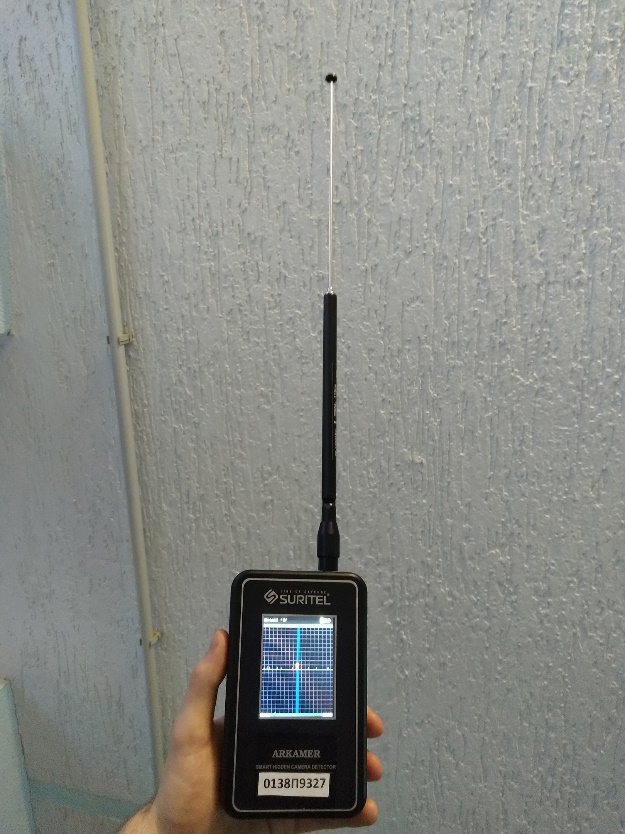 SURITEL
ARKAMER
SMART HIDDEN CAMERA DETECTOR
0138П9327